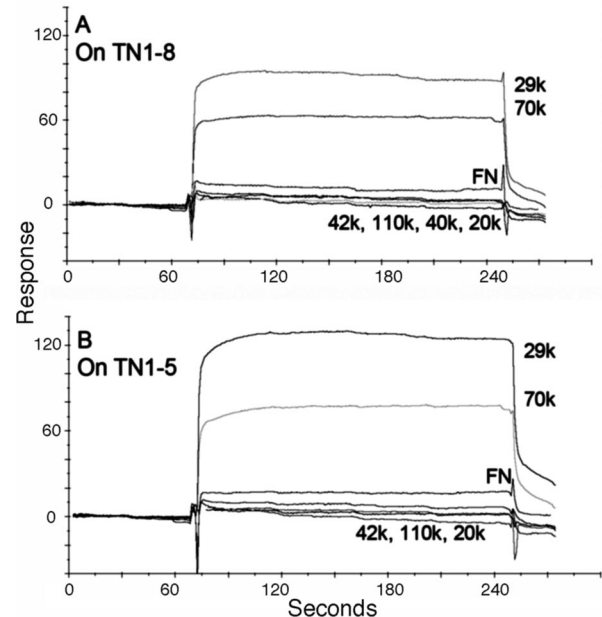 A
On TN1-8
120
60
0
29k
70k
FN
42k, 110k, 40k, 20k
0 60 120 180 240
Response
B
On TN1-5
120
60
0
29k
70k
FN
42k, 110k, 20k
0 60 120 180 240
Seconds